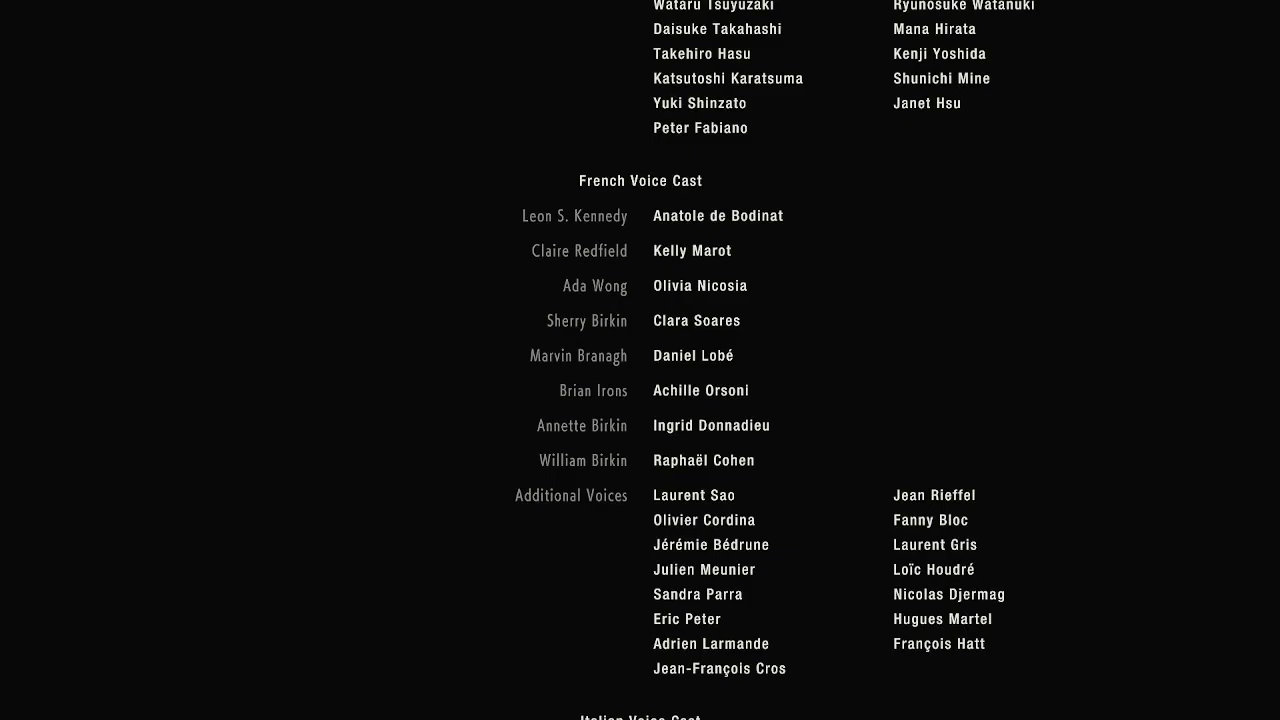 Wataru Tsuyuzaki Ryunosuke Watanuki
Daisuke Takahashi Mana Hirata
Takehiro Hasu Kenji Yoshida
Katsutoshi Karatsuma Shunichi Mine
Yuki Shinzato Janet Hsu
Peter Fabiano
French Voice Cast
Leon S. Kennedy Anatole de Bodinat
Claire Redfield Kelly Marot
Ada Wong Olivia Nicosia
Sherry Birkin Clara Soares
Marvin Branagh Daniel Lobé
Brian Irons Achille Orsoni
Annette Birkin Ingrid Donnadieu
William Birkin Raphaël Cohen
Additional Voices Laurent Sao Jean Rieffel
Olivier Cordina Fanny Bloc
Jérémie Bédrune Laurent Gris
Julien Meunier Loïc Houdré
Sandra Parra Nicolas Djermag
Eric Peter Hugues Martel
Adrien Larmande François Hatt
Jean-François Cros
Italian Voice Cast